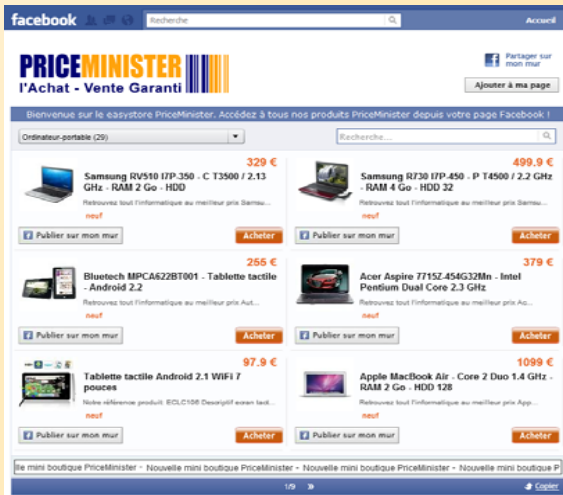 facebook
Recherche
Accueil
PRICEMINISTER
l'Achat - Vente Garanti
Partager sur
mon mur
Ajouter à ma page
Bienvenue sur le easystore PriceMinister. Accédez à tous nos produits PriceMinister depuis votre page Facebook !
Ordinateur-portable (29)
Recherche...
329 €
Samsung RV510 I7P-350 - C T3500 / 2.13
GHz - RAM 2 Go - HDD
Retrouvez tout l'informatique au meilleur prix Samsu...
neuf
Publier sur mon mur
Acheter
499.9 €
Samsung R730 I7P-450 - P T4500 / 2.2 GHz
- RAM 4 Go - HDD 32
Retrouvez tout l'informatique au meilleur prix Samsu...
neuf
Publier sur mon mur
Acheter
255 €
Bluetech MPCA622BT001 - Tablette tactile
- Android 2.2
Retrouvez tout l'informatique au meilleur prix Aut...
neuf
Publier sur mon mur
Acheter
379 €
Acer Aspire 7715Z-454G32Mn - Intel
Pentium Dual Core 2.3 GHz
Retrouvez tout l'informatique au meilleur prix Ac...
neuf
Publier sur mon mur
Acheter
97.9 €
Tablette tactile Android 2.1 WiFi 7
pouces
Notre référence produit: ECLC106 Descriptif ecran tact...
neuf
Publier sur mon mur
Acheter
1099 €
Apple MacBook Air - Core 2 Duo 1.4 GHz -
RAM 2 Go - HDD 128
Retrouvez tout l'informatique au meilleur prix App...
neuf
Publier sur mon mur
Acheter
lle mini boutique PriceMinister - Nouvelle mini boutique PriceMinister - Nouvelle mini boutique PriceMinister - Nouvelle mini boutique P
1/9 »
Copier